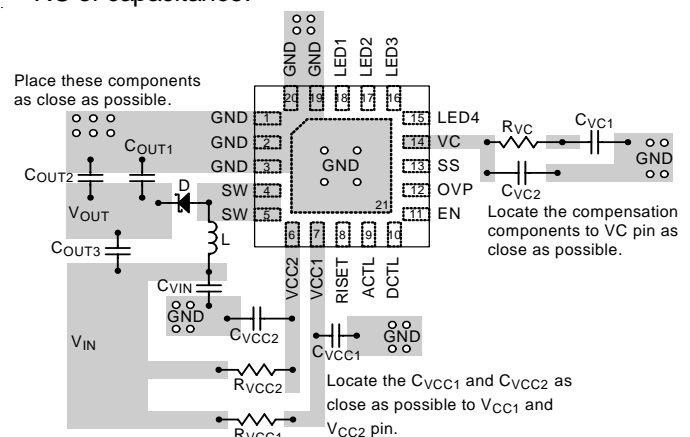 RC or capacitance.
Place these components
as close as possible.
GND
GND
LED1
LED2
LED3
20
19
18
17
16
GND 1
GND 2
GND 3
SW 4
SW 5
15 LED4
14 VC
13 SS
12 OVP
11 EN
GND
21
6
7
8
9
10
VCC2
VCC1
RISET
ACTL
DCTL
COUT1
COUT2
D
VOUT
L
COUT3
CVIN
GND
CVCC2
VIN
RVCC2
RVCC1
CVCC1
GND
RVC
CVC1
GND
CVC2
Locate the compensation
components to VC pin as
close as possible.
Locate the CVCC1 and CVCC2 as
close as possible to VCC1 and
VCC2 pin.